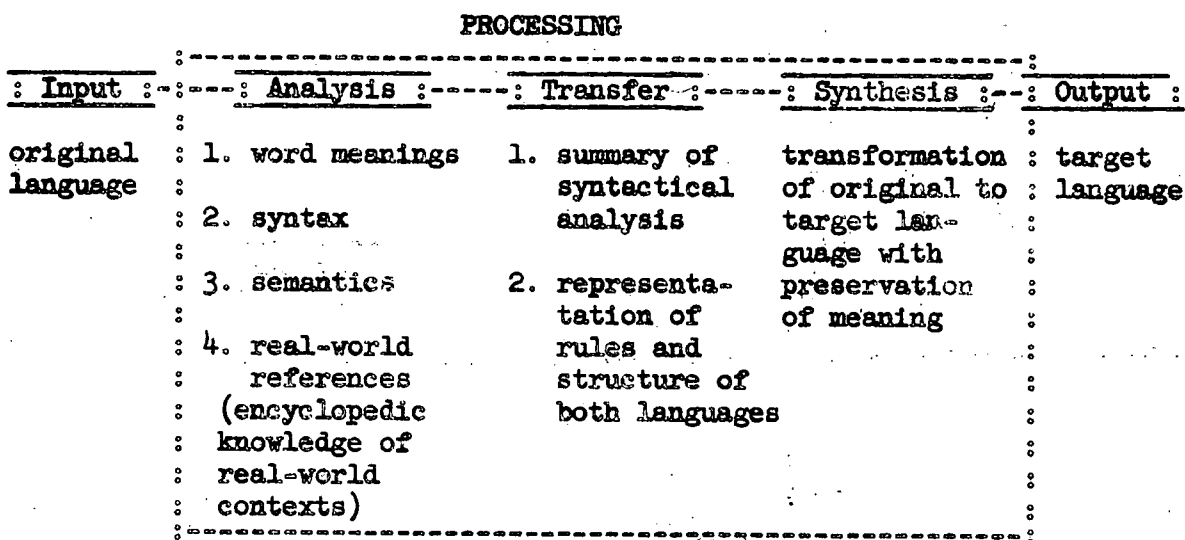 PROCESSING
: Input :-:----: Analysis :-----: Transfer :----: Synthesis :--: Output :
original : 1. word meanings 1. summary of transformation : target
language : syntactical of original to : language
: 2. syntax analysis target lan- :
: guage with :
: 3. semantics 2. representa- preservation :
: tation of of meaning :
: 4. real-world rules and :
: references structure of :
: (encyclopedic both languages :
: knowledge of :
: real-world :
: contexts) :